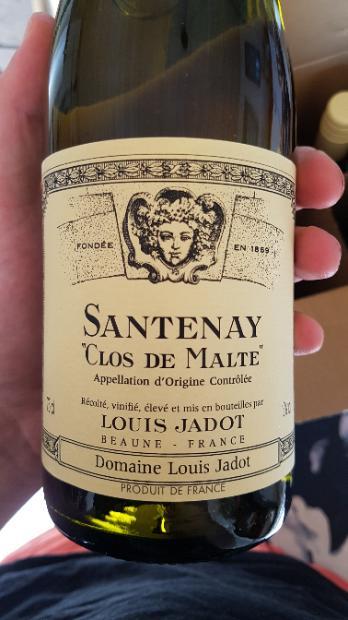 FONDÉE EN 1859
SANTENAY
"CLOS DE MALTE"
Appellation d'Origine Contrôlée
Récolté, vinifié, élevé et mis en bouteilles par
LOUIS JADOT
BEAUNE - FRANCE
Domaine Louis Jadot
PRODUIT DE FRANCE